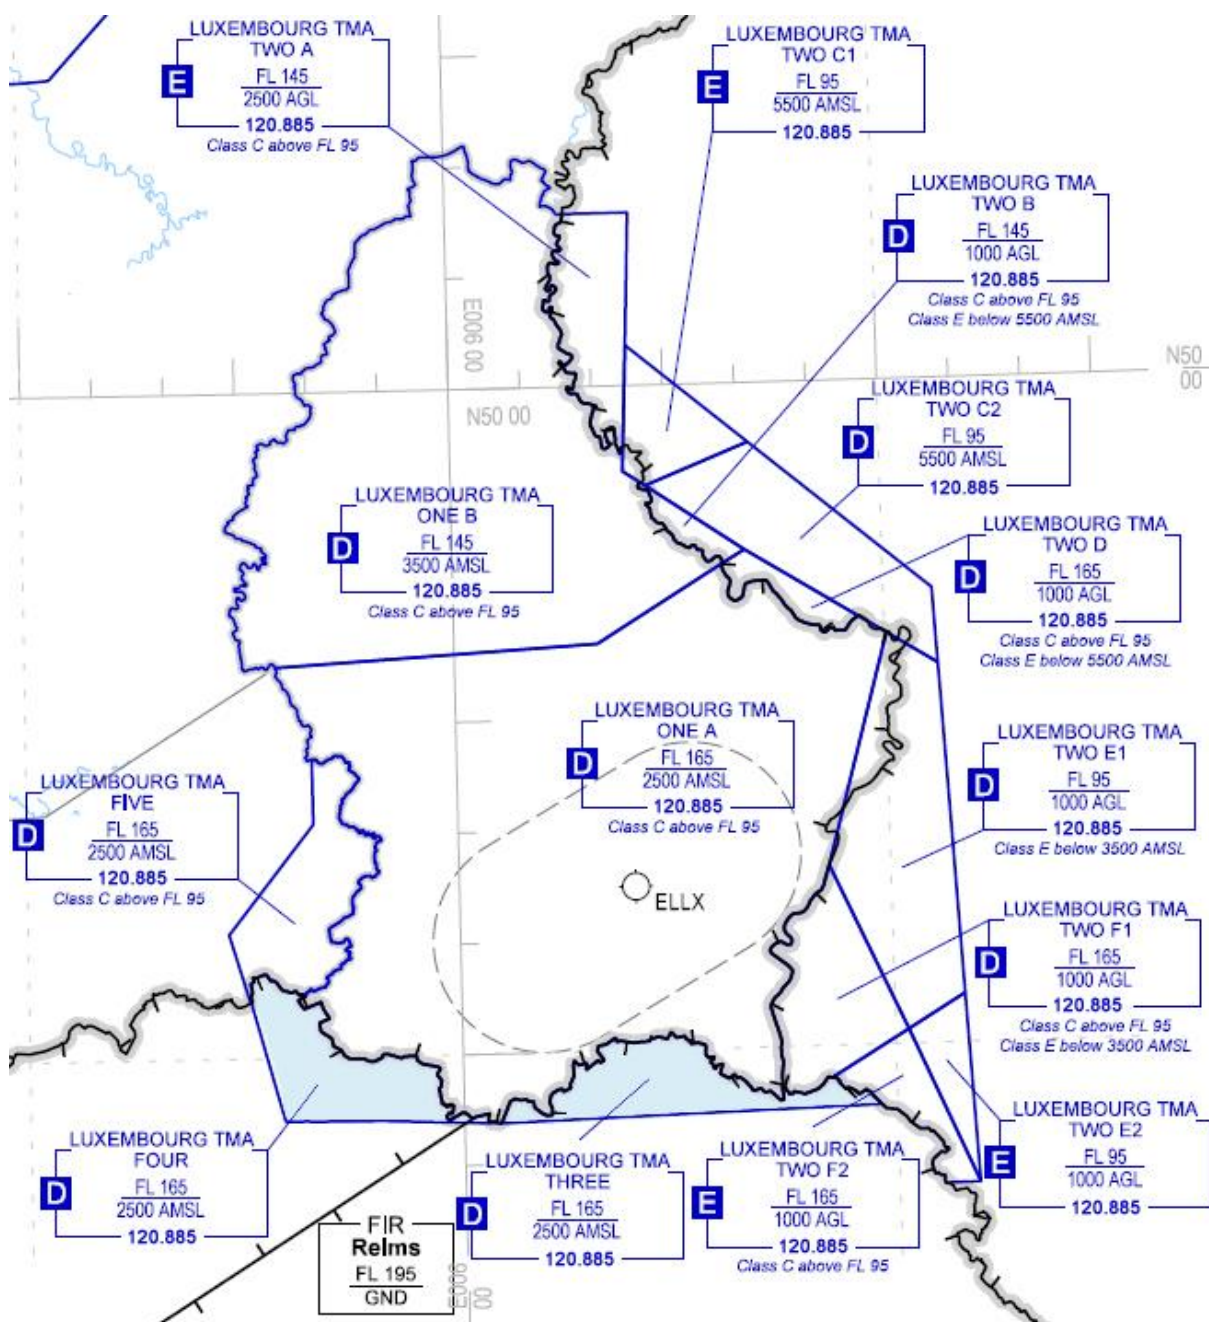 LUXEMBOURG TMA
TWO A
E
FL 145
2500 AGL
120.885
Class C above FL 95
LUXEMBOURG TMA
TWO C1
E
FL 95
5500 AMSL
120.885
LUXEMBOURG TMA
TWO B
D
FL 145
1000 AGL
120.885
Class C above FL 95
Class E below 5500 AMSL
E006 00
N50 00
N50
00
LUXEMBOURG TMA
TWO C2
D
FL 95
5500 AMSL
120.885
LUXEMBOURG TMA
ONE B
D
FL 145
3500 AMSL
120.885
Class C above FL 95
LUXEMBOURG TMA
TWO D
D
FL 165
1000 AGL
120.885
Class C above FL 95
Class E below 5500 AMSL
LUXEMBOURG TMA
ONE A
D
FL 165
2500 AMSL
120.885
Class C above FL 95
LUXEMBOURG TMA
TWO E1
D
FL 95
1000 AGL
120.885
Class E below 3500 AMSL
LUXEMBOURG TMA
FIVE
D
FL 165
2500 AMSL
120.885
Class C above FL 95
ELLX
LUXEMBOURG TMA
TWO F1
D
FL 165
1000 AGL
120.885
Class C above FL 95
Class E below 3500 AMSL
LUXEMBOURG TMA
TWO E2
E
FL 95
1000 AGL
120.885
LUXEMBOURG TMA
FOUR
D
FL 165
2500 AMSL
120.885
LUXEMBOURG TMA
THREE
D
FL 165
2500 AMSL
120.885
LUXEMBOURG TMA
TWO F2
E
FL 165
1000 AGL
120.885
Class C above FL 95
FIR
Reims
FL 195
GND
E006
00